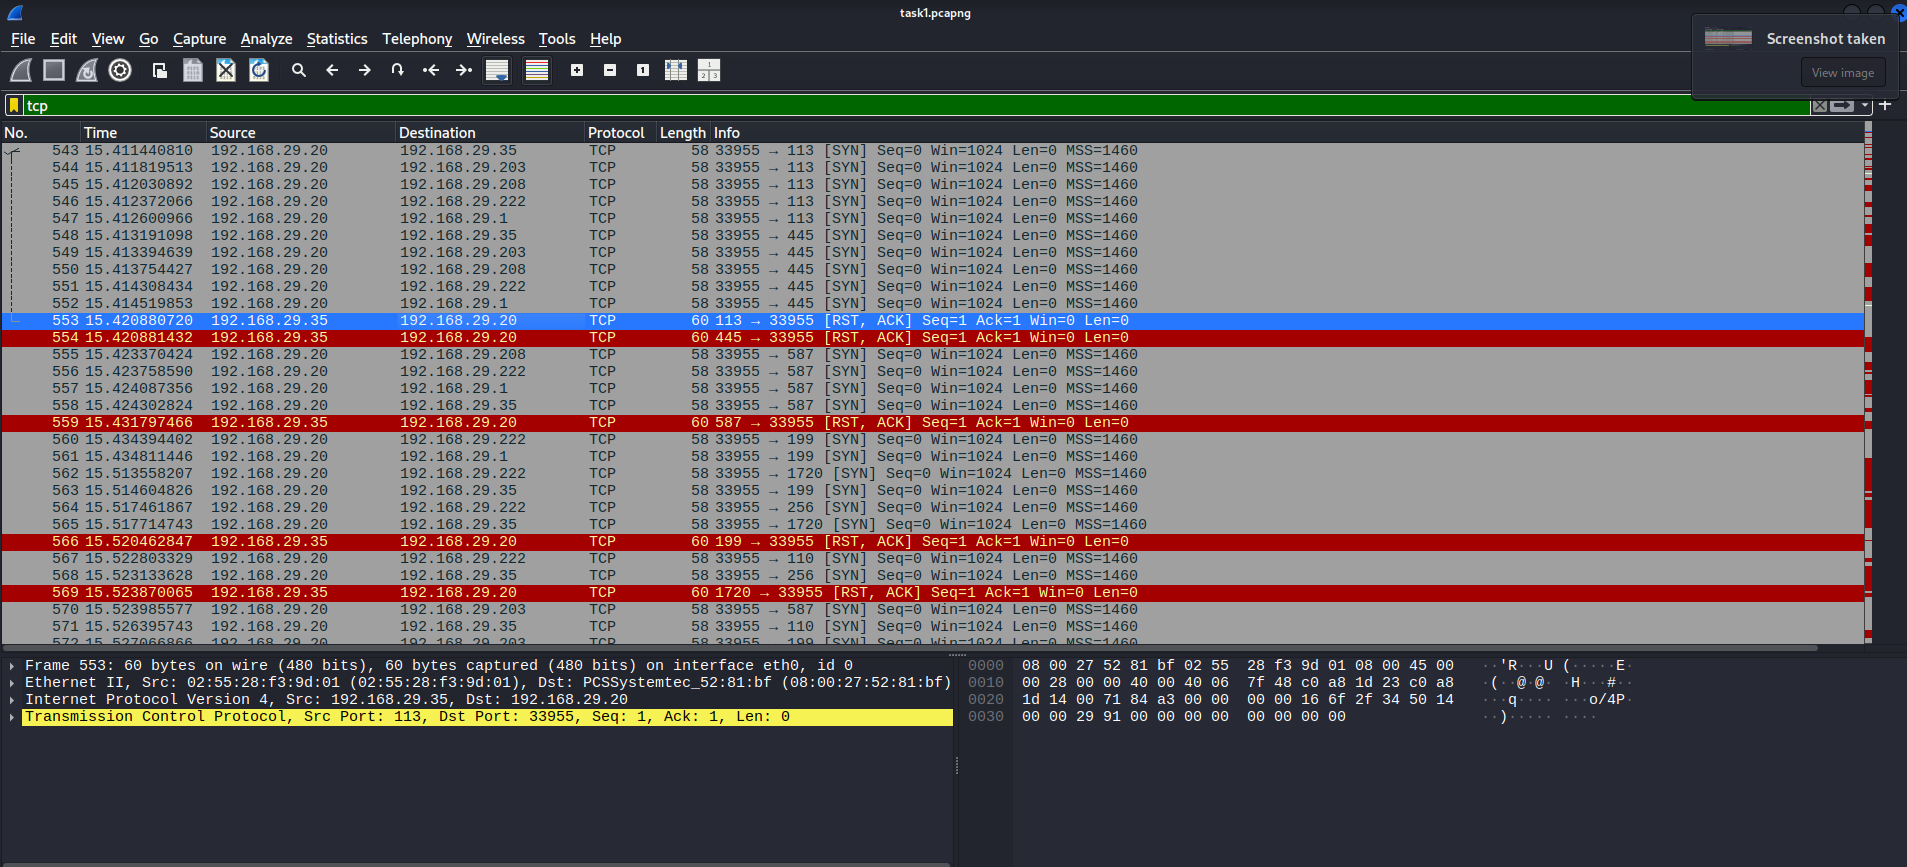 task1.pcapng
File Edit View Go Capture Analyze Statistics Telephony Wireless Tools Help
Screenshot taken
View image
tcp
No. Time Source Destination Protocol Length Info
543 15.411440810 192.168.29.20 192.168.29.35 TCP 58 33955 → 113 [SYN] Seq=0 Win=1024 Len=0 MSS=1460
544 15.411819513 192.168.29.20 192.168.29.203 TCP 58 33955 → 113 [SYN] Seq=0 Win=1024 Len=0 MSS=1460
545 15.412030892 192.168.29.20 192.168.29.208 TCP 58 33955 → 113 [SYN] Seq=0 Win=1024 Len=0 MSS=1460
546 15.412372066 192.168.29.20 192.168.29.222 TCP 58 33955 → 113 [SYN] Seq=0 Win=1024 Len=0 MSS=1460
547 15.412600966 192.168.29.20 192.168.29.1 TCP 58 33955 → 113 [SYN] Seq=0 Win=1024 Len=0 MSS=1460
548 15.413191098 192.168.29.20 192.168.29.35 TCP 58 33955 → 445 [SYN] Seq=0 Win=1024 Len=0 MSS=1460
549 15.413394639 192.168.29.20 192.168.29.203 TCP 58 33955 → 445 [SYN] Seq=0 Win=1024 Len=0 MSS=1460
550 15.413754427 192.168.29.20 192.168.29.208 TCP 58 33955 → 445 [SYN] Seq=0 Win=1024 Len=0 MSS=1460
551 15.414308434 192.168.29.20 192.168.29.222 TCP 58 33955 → 445 [SYN] Seq=0 Win=1024 Len=0 MSS=1460
552 15.414519853 192.168.29.20 192.168.29.1 TCP 58 33955 → 445 [SYN] Seq=0 Win=1024 Len=0 MSS=1460
553 15.420880720 192.168.29.35 192.168.29.20 TCP 60 113 → 33955 [RST, ACK] Seq=1 Ack=1 Win=0 Len=0
554 15.420881432 192.168.29.35 192.168.29.20 TCP 60 445 → 33955 [RST, ACK] Seq=1 Ack=1 Win=0 Len=0
555 15.423370424 192.168.29.20 192.168.29.208 TCP 58 33955 → 587 [SYN] Seq=0 Win=1024 Len=0 MSS=1460
556 15.423758590 192.168.29.20 192.168.29.222 TCP 58 33955 → 587 [SYN] Seq=0 Win=1024 Len=0 MSS=1460
557 15.424087356 192.168.29.20 192.168.29.1 TCP 58 33955 → 587 [SYN] Seq=0 Win=1024 Len=0 MSS=1460
558 15.424302824 192.168.29.20 192.168.29.35 TCP 58 33955 → 587 [SYN] Seq=0 Win=1024 Len=0 MSS=1460
559 15.431797466 192.168.29.35 192.168.29.20 TCP 60 587 → 33955 [RST, ACK] Seq=1 Ack=1 Win=0 Len=0
560 15.434394402 192.168.29.20 192.168.29.222 TCP 58 33955 → 199 [SYN] Seq=0 Win=1024 Len=0 MSS=1460
561 15.434811446 192.168.29.20 192.168.29.1 TCP 58 33955 → 199 [SYN] Seq=0 Win=1024 Len=0 MSS=1460
562 15.513558207 192.168.29.20 192.168.29.222 TCP 58 33955 → 1720 [SYN] Seq=0 Win=1024 Len=0 MSS=1460
563 15.514604826 192.168.29.20 192.168.29.35 TCP 58 33955 → 199 [SYN] Seq=0 Win=1024 Len=0 MSS=1460
564 15.517461867 192.168.29.20 192.168.29.222 TCP 58 33955 → 256 [SYN] Seq=0 Win=1024 Len=0 MSS=1460
565 15.517714743 192.168.29.20 192.168.29.35 TCP 58 33955 → 1720 [SYN] Seq=0 Win=1024 Len=0 MSS=1460
566 15.520462847 192.168.29.35 192.168.29.20 TCP 60 199 → 33955 [RST, ACK] Seq=1 Ack=1 Win=0 Len=0
567 15.522803329 192.168.29.20 192.168.29.222 TCP 58 33955 → 110 [SYN] Seq=0 Win=1024 Len=0 MSS=1460
568 15.523133628 192.168.29.20 192.168.29.35 TCP 58 33955 → 256 [SYN] Seq=0 Win=1024 Len=0 MSS=1460
569 15.523870065 192.168.29.35 192.168.29.20 TCP 60 1720 → 33955 [RST, ACK] Seq=1 Ack=1 Win=0 Len=0
570 15.523985577 192.168.29.20 192.168.29.203 TCP 58 33955 → 587 [SYN] Seq=0 Win=1024 Len=0 MSS=1460
571 15.526395743 192.168.29.20 192.168.29.35 TCP 58 33955 → 110 [SYN] Seq=0 Win=1024 Len=0 MSS=1460
572 15.527066866 192.168.29.20 192.168.29.203 TCP 58 33955 → 199 [SYN] Seq=0 Win=1024 Len=0 MSS=1460
Frame 553: 60 bytes on wire (480 bits), 60 bytes captured (480 bits) on interface eth0, id 0
Ethernet II, Src: 02:55:28:f3:9d:01 (02:55:28:f3:9d:01), Dst: PCSSystemtec_52:81:bf (08:00:27:52:81:bf)
Internet Protocol Version 4, Src: 192.168.29.35, Dst: 192.168.29.20
Transmission Control Protocol, Src Port: 113, Dst Port: 33955, Seq: 1, Ack: 1, Len: 0
0000 08 00 27 52 81 bf 02 55 28 f3 9d 01 08 00 45 00 ··'R···U (·····E·
0010 00 28 00 00 40 00 40 06 7f 48 c0 a8 1d 23 c0 a8 ·(··@·@· ·H···#··
0020 1d 14 00 71 84 a3 00 00 00 00 16 6f 2f 34 50 14 ···q···· ···o/4P·
0030 00 00 29 91 00 00 00 00 00 00 00 00 ··)····· ····